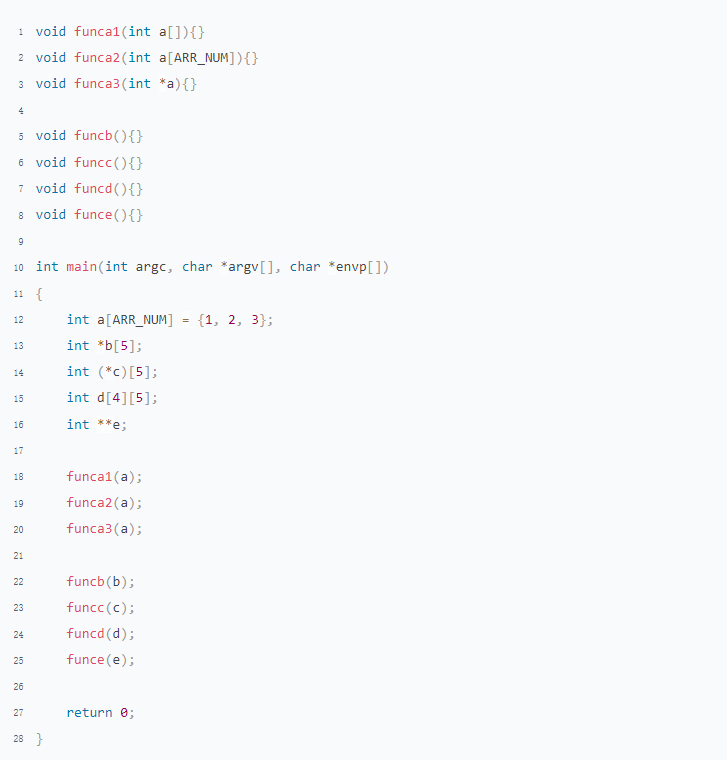 1 void funca1(int a[]){}
2 void funca2(int a[ARR_NUM]){}
3 void funca3(int *a){}
4
5 void funcb(){}
6 void funcc(){}
7 void funcd(){}
8 void funce(){}
9
10 int main(int argc, char *argv[], char *envp[])
11 {
12     int a[ARR_NUM] = {1, 2, 3};
13     int *b[5];
14     int (*c)[5];
15     int d[4][5];
16     int **e;
17
18     funca1(a);
19     funca2(a);
20     funca3(a);
21
22     funcb(b);
23     funcc(c);
24     funcd(d);
25     funce(e);
26
27     return 0;
28 }